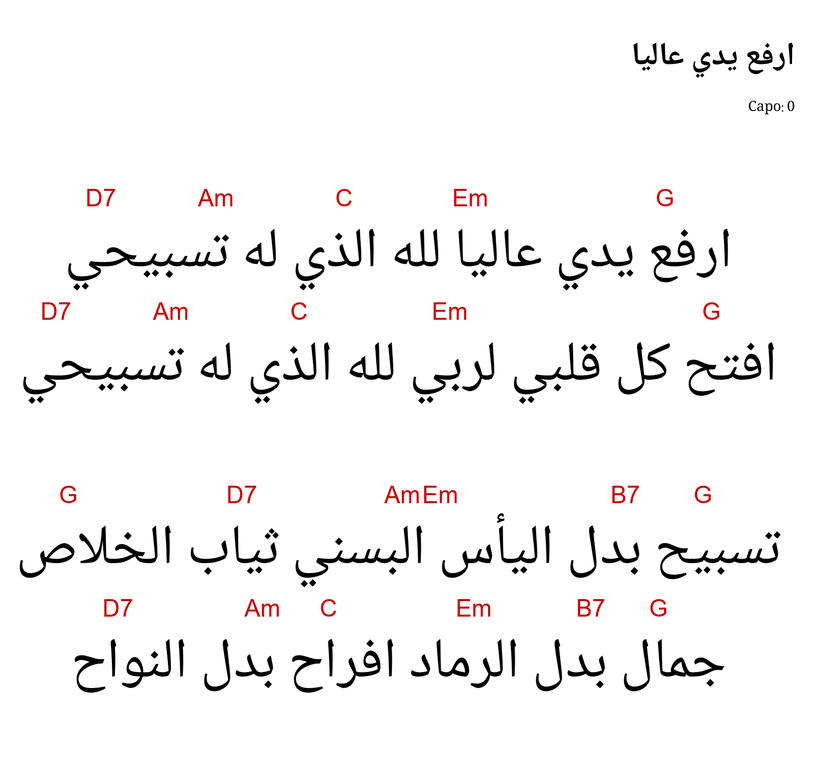 ارفع يدي عاليا
Capo: 0
G Em C Am D7
ارفع يدي عاليا لله الذي له تسبيحي
G Em C Am D7
افتح كل قلبي لربي لله الذي له تسبيحي
G B7 Em Am D7 G
تسبيح بدل اليأس البسني ثياب الخلاص
G B7 Em C Am D7
جمال بدل الرماد افراح بدل النواح